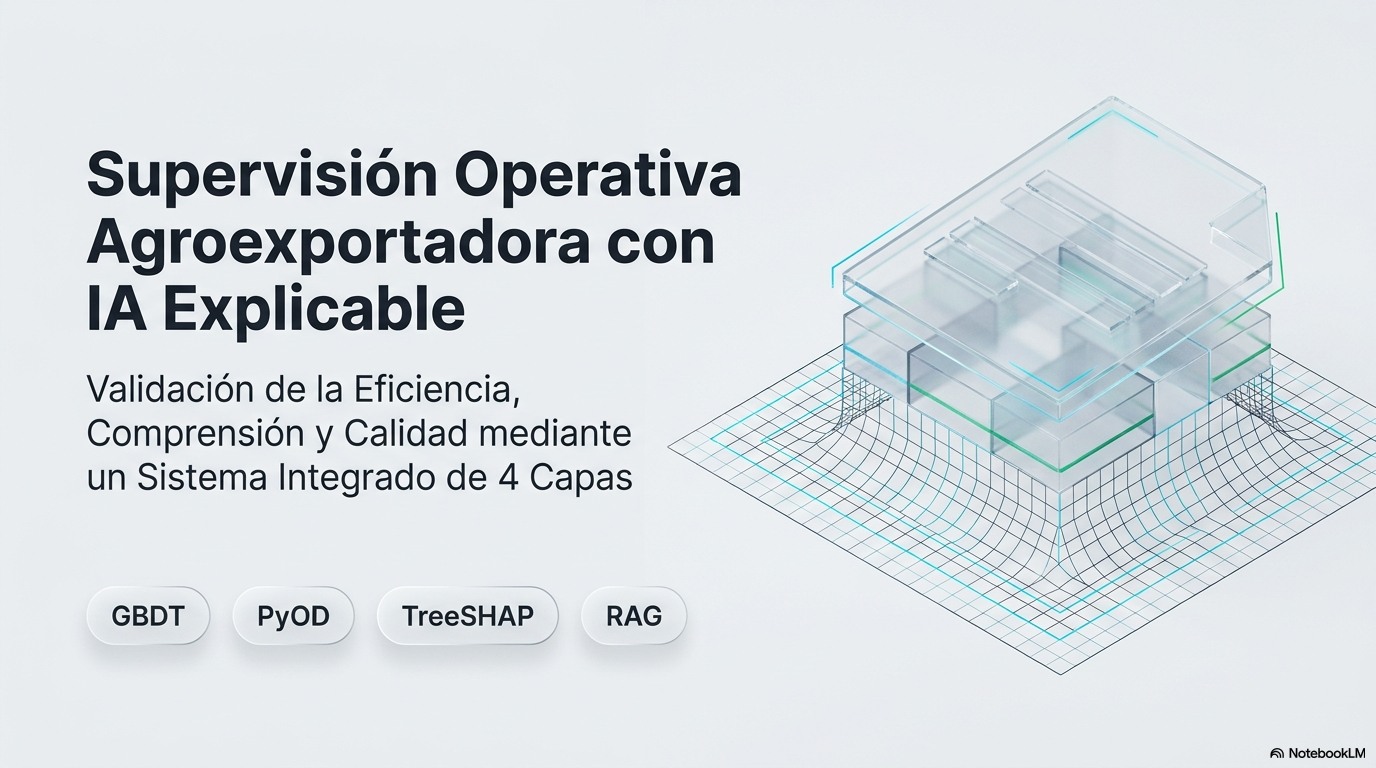 Supervisión Operativa
Agroexportadora con
IA Explicable
Validación de la Eficiencia,
Comprensión y Calidad mediante
un Sistema Integrado de 4 Capas
GBDT
PyOD
TreeSHAP
RAG
NotebookLM